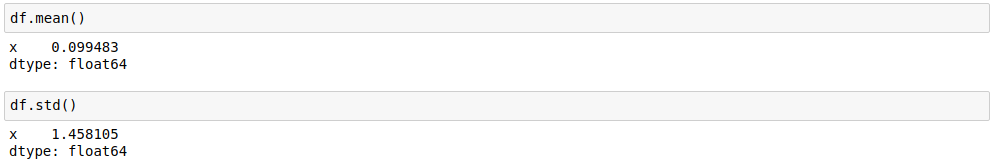 df.mean()
x    0.099483
dtype: float64
df.std()
x    1.458105
dtype: float64